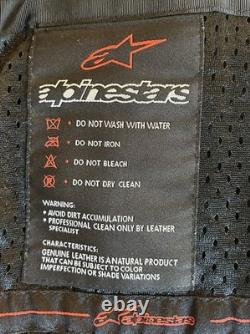 alpinestars
• DO NOT WASH WITH WATER
• DO NOT IRON
• DO NOT BLEACH
• DO NOT DRY CLEAN
WARNING:
• AVOID DIRT ACCUMULATION
• PROFESSIONAL CLEAN ONLY BY LEATHER
SPECIALIST
CHARACTERISTICS:
GENUINE LEATHER IS A NATURAL PRODUCT
THAT CAN BE SUBJECT TO COLOR
IMPERFECTION OR SHADE VARIATIONS
alpinestars